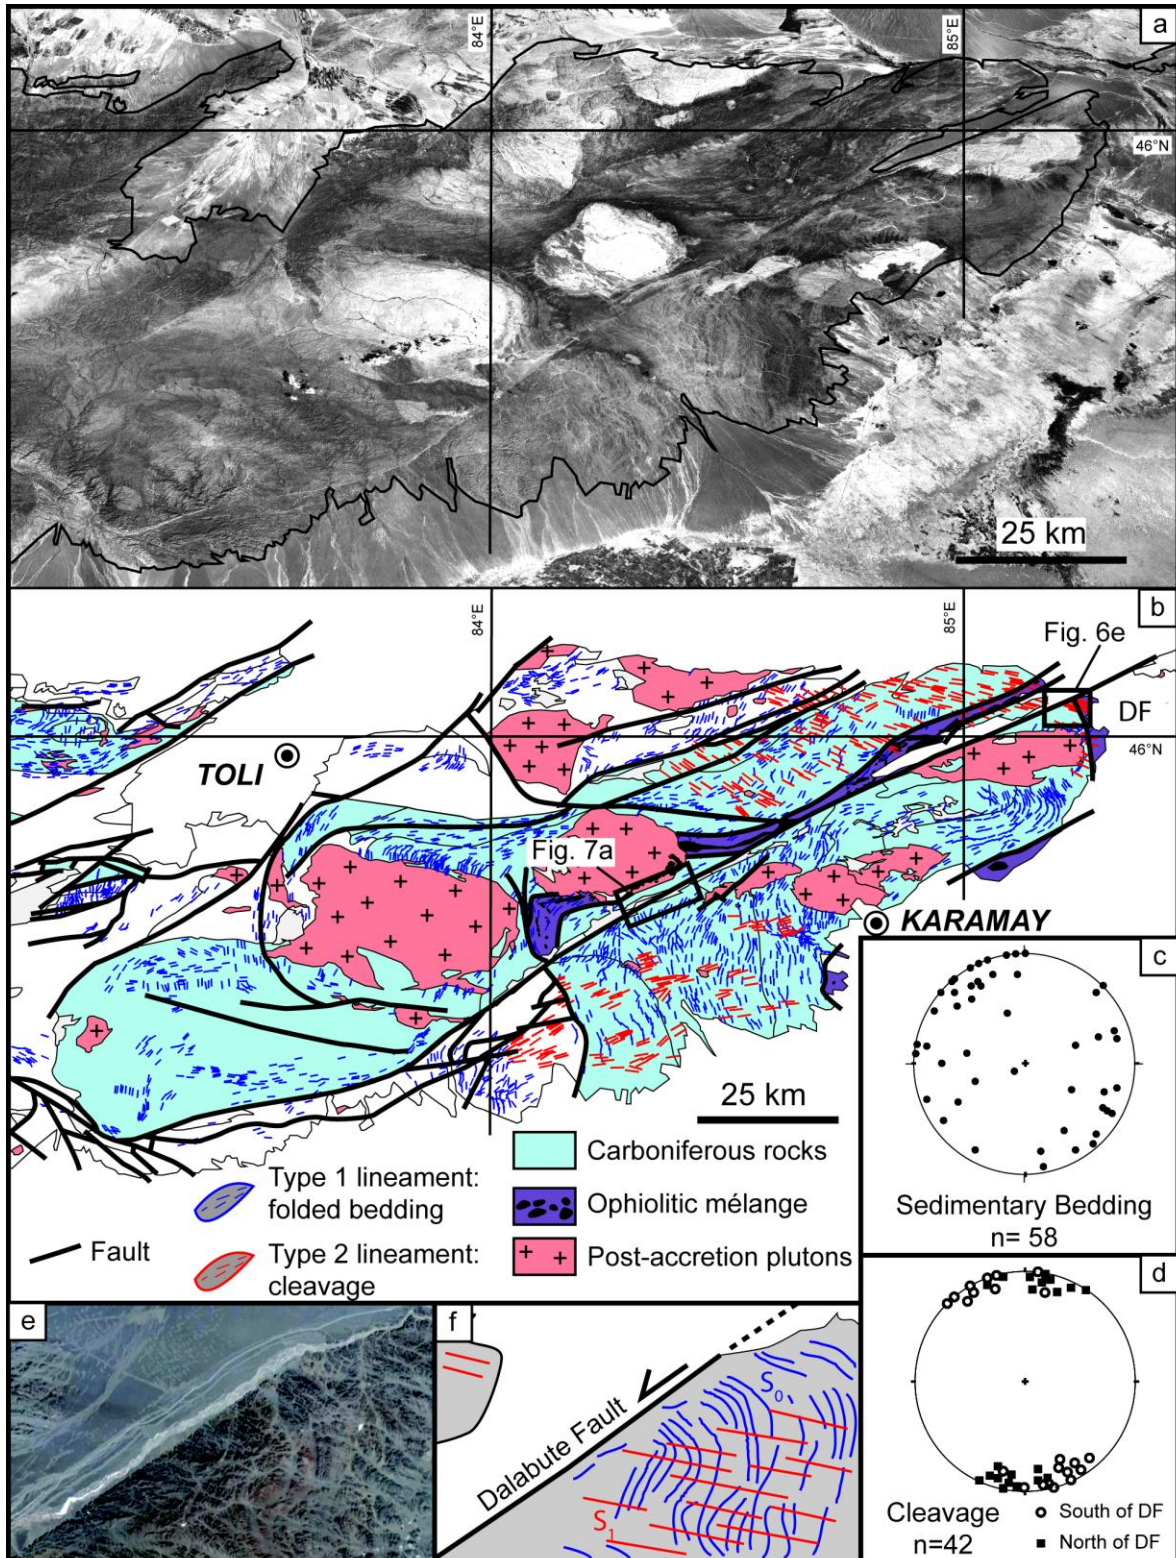 a
84°E
85°E
46°N
25 km
b
84°E
85°E
Fig. 6e
DF
46°N
TOLI
Fig. 7a
KARAMAY
25 km
Fault
Type 1 lineament:
folded bedding
Type 2 lineament:
cleavage
Carboniferous rocks
Ophiolitic mélange
Post-accretion plutons
c
Sedimentary Bedding
n= 58
d
Cleavage
n=42
South of DF
North of DF
e
f
Dalabute Fault
S0
S1